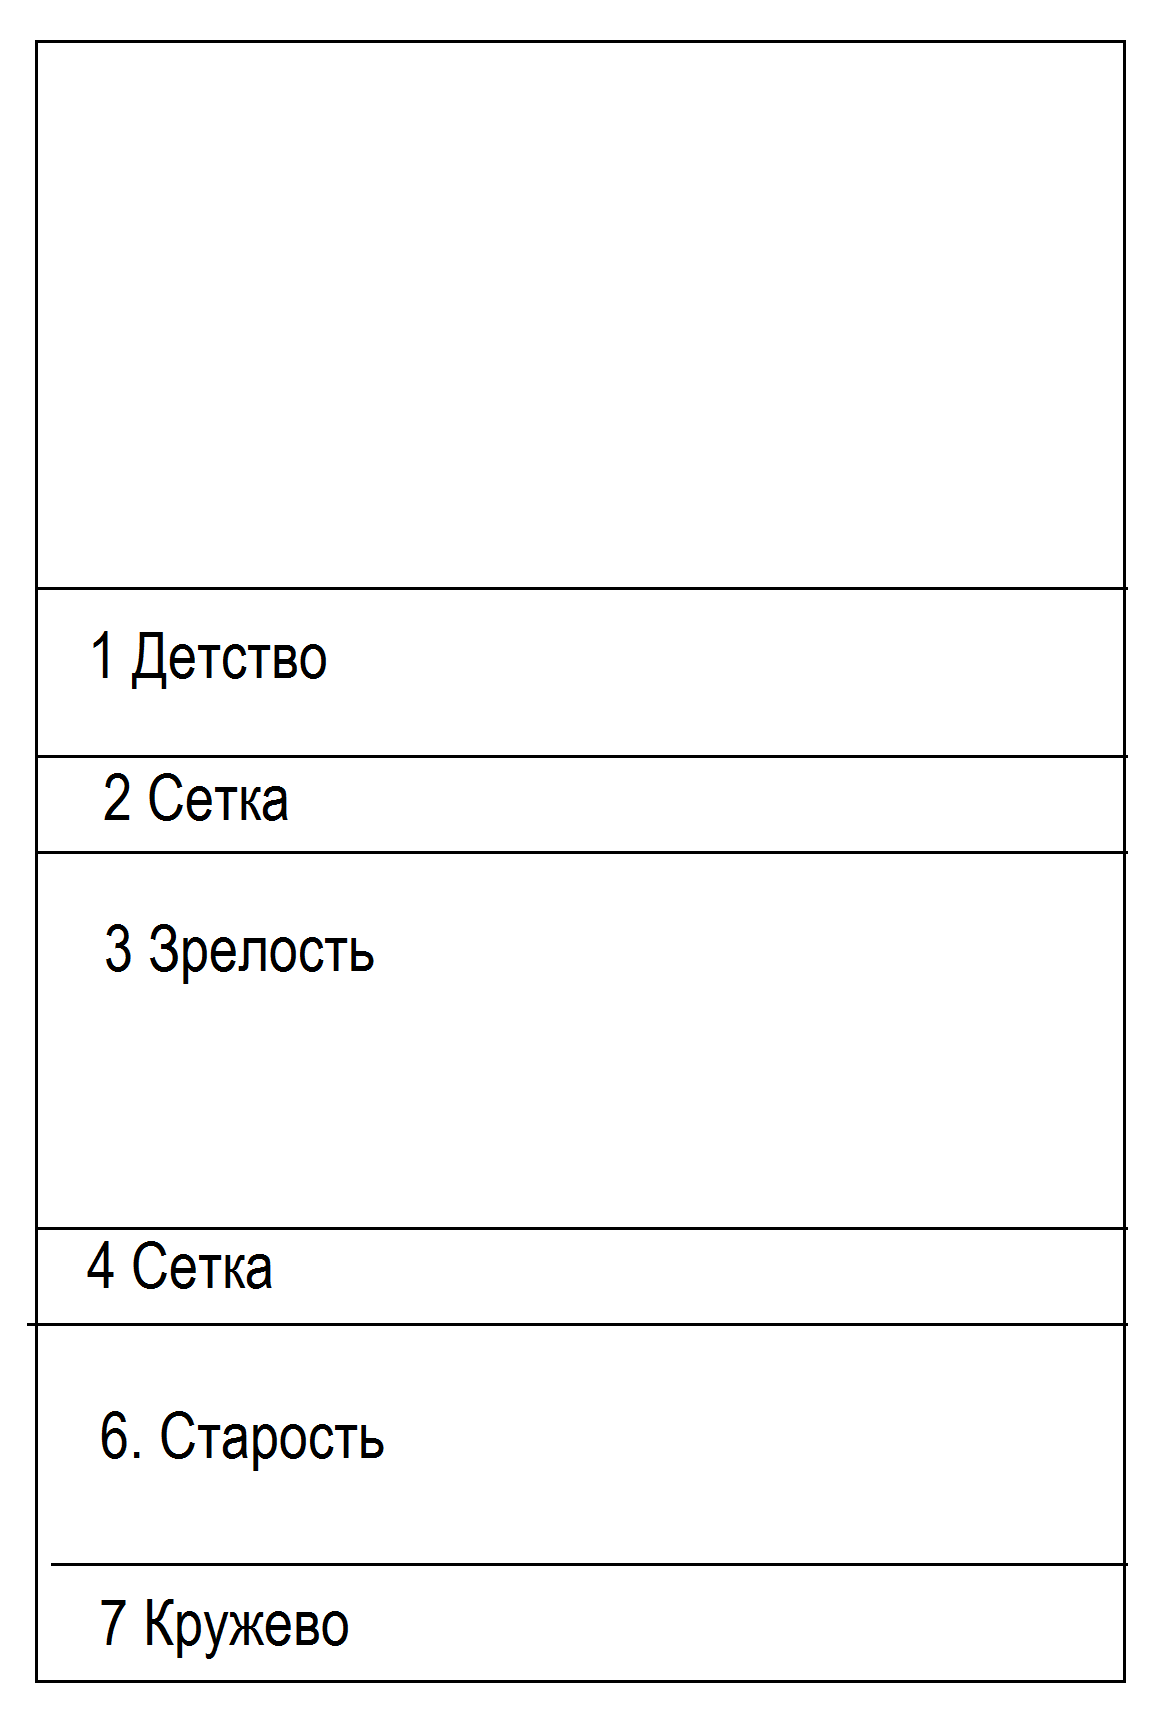 1 Детство
2 Сетка
3 Зрелость
4 Сетка
6. Старость
7 Кружево